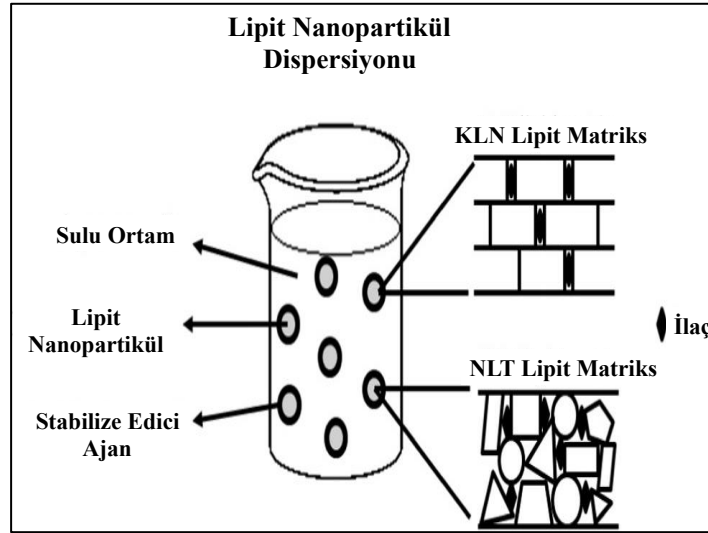 Lipit Nanopartikül
Dispersiyonu
KLN Lipit Matriks
Sulu Ortam
Lipit
Nanopartikül
İlaç
NLT Lipit Matriks
Stabilize Edici
Ajan